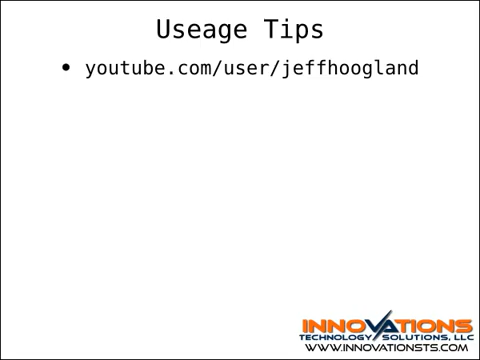 Useage Tips
• youtube.com/user/jeffhoogland
INNOVATIONS
TECHNOLOGY SOLUTIONS, LLC
WWW.INNOVATIONSTS.COM